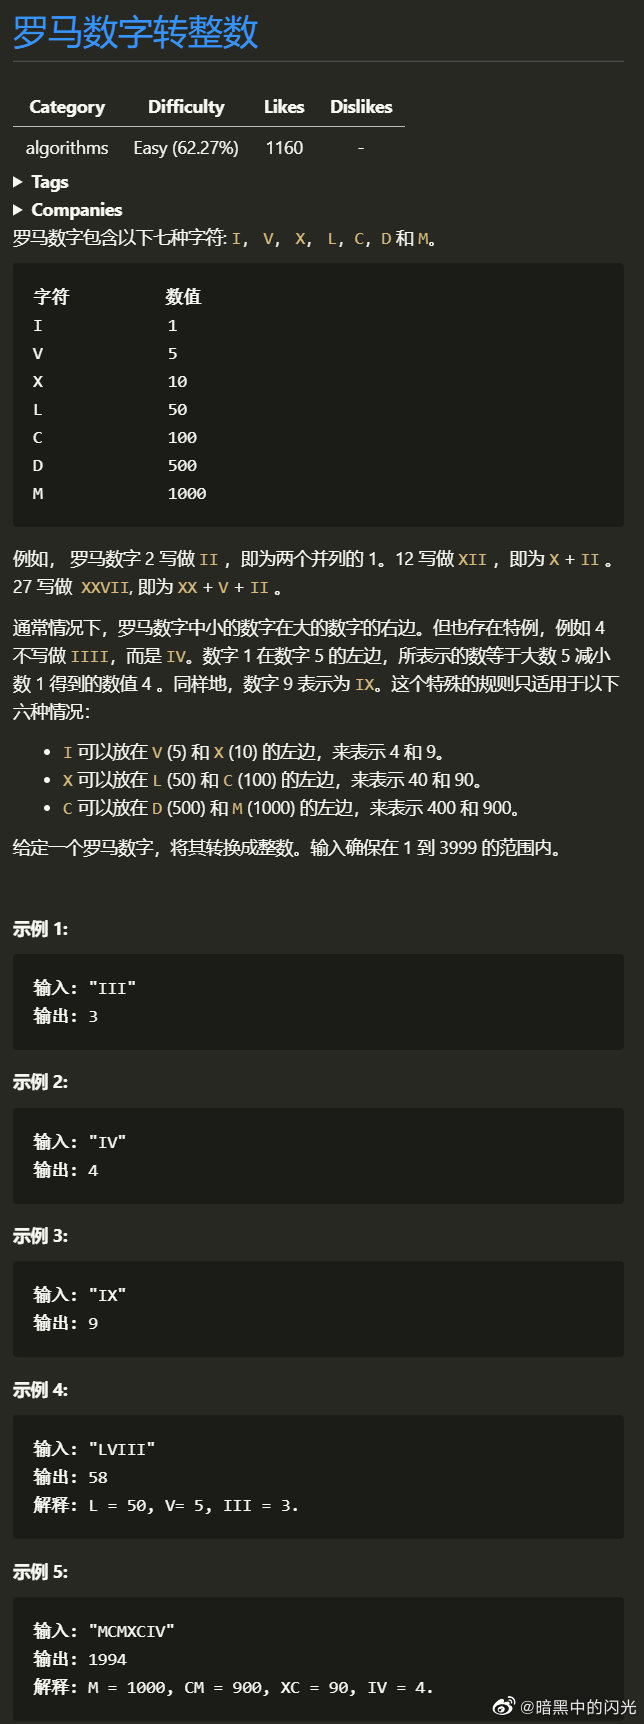 罗马数字转整数
Category Difficulty Likes Dislikes
algorithms Easy (62.27%) 1160 -
▶ Tags
▶ Companies
罗马数字包含以下七种字符: I， V， X， L，C，D 和 M。
字符 数值
I 1
V 5
X 10
L 50
C 100
D 500
M 1000
例如， 罗马数字 2 写做 II ，即为两个并列的 1。12 写做 XII ，即为 X + II 。
27 写做 XXVII, 即为 XX + V + II 。
通常情况下，罗马数字中小的数字在大的数字的右边。但也存在特例，例如 4
不写做 IIII，而是 IV。数字 1 在数字 5 的左边，所表示的数等于大数 5 减小
数 1 得到的数值 4 。同样地，数字 9 表示为 IX。这个特殊的规则只适用于以下
六种情况：
• I 可以放在 V (5) 和 X (10) 的左边，来表示 4 和 9。
• X 可以放在 L (50) 和 C (100) 的左边，来表示 40 和 90。
• C 可以放在 D (500) 和 M (1000) 的左边，来表示 400 和 900。
给定一个罗马数字，将其转换成整数。输入确保在 1 到 3999 的范围内。
示例 1:
输入: "III"
输出: 3
示例 2:
输入: "IV"
输出: 4
示例 3:
输入: "IX"
输出: 9
示例 4:
输入: "LVIII"
输出: 58
解释: L = 50, V= 5, III = 3.
示例 5:
输入: "MCMXCIV"
输出: 1994
解释: M = 1000, CM = 900, XC = 90, IV = 4.
@暗黑中的闪光